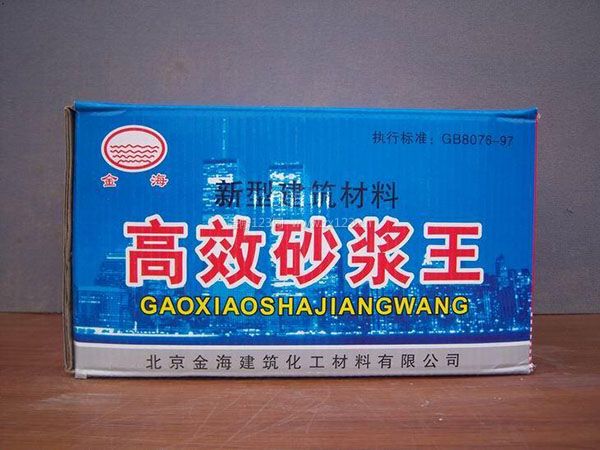 执行标准：GB8076-97
金海
新型建筑材料
高效砂浆王
GAOXIAOSHAJIANGWANG
北京金海建筑化工材料有限公司